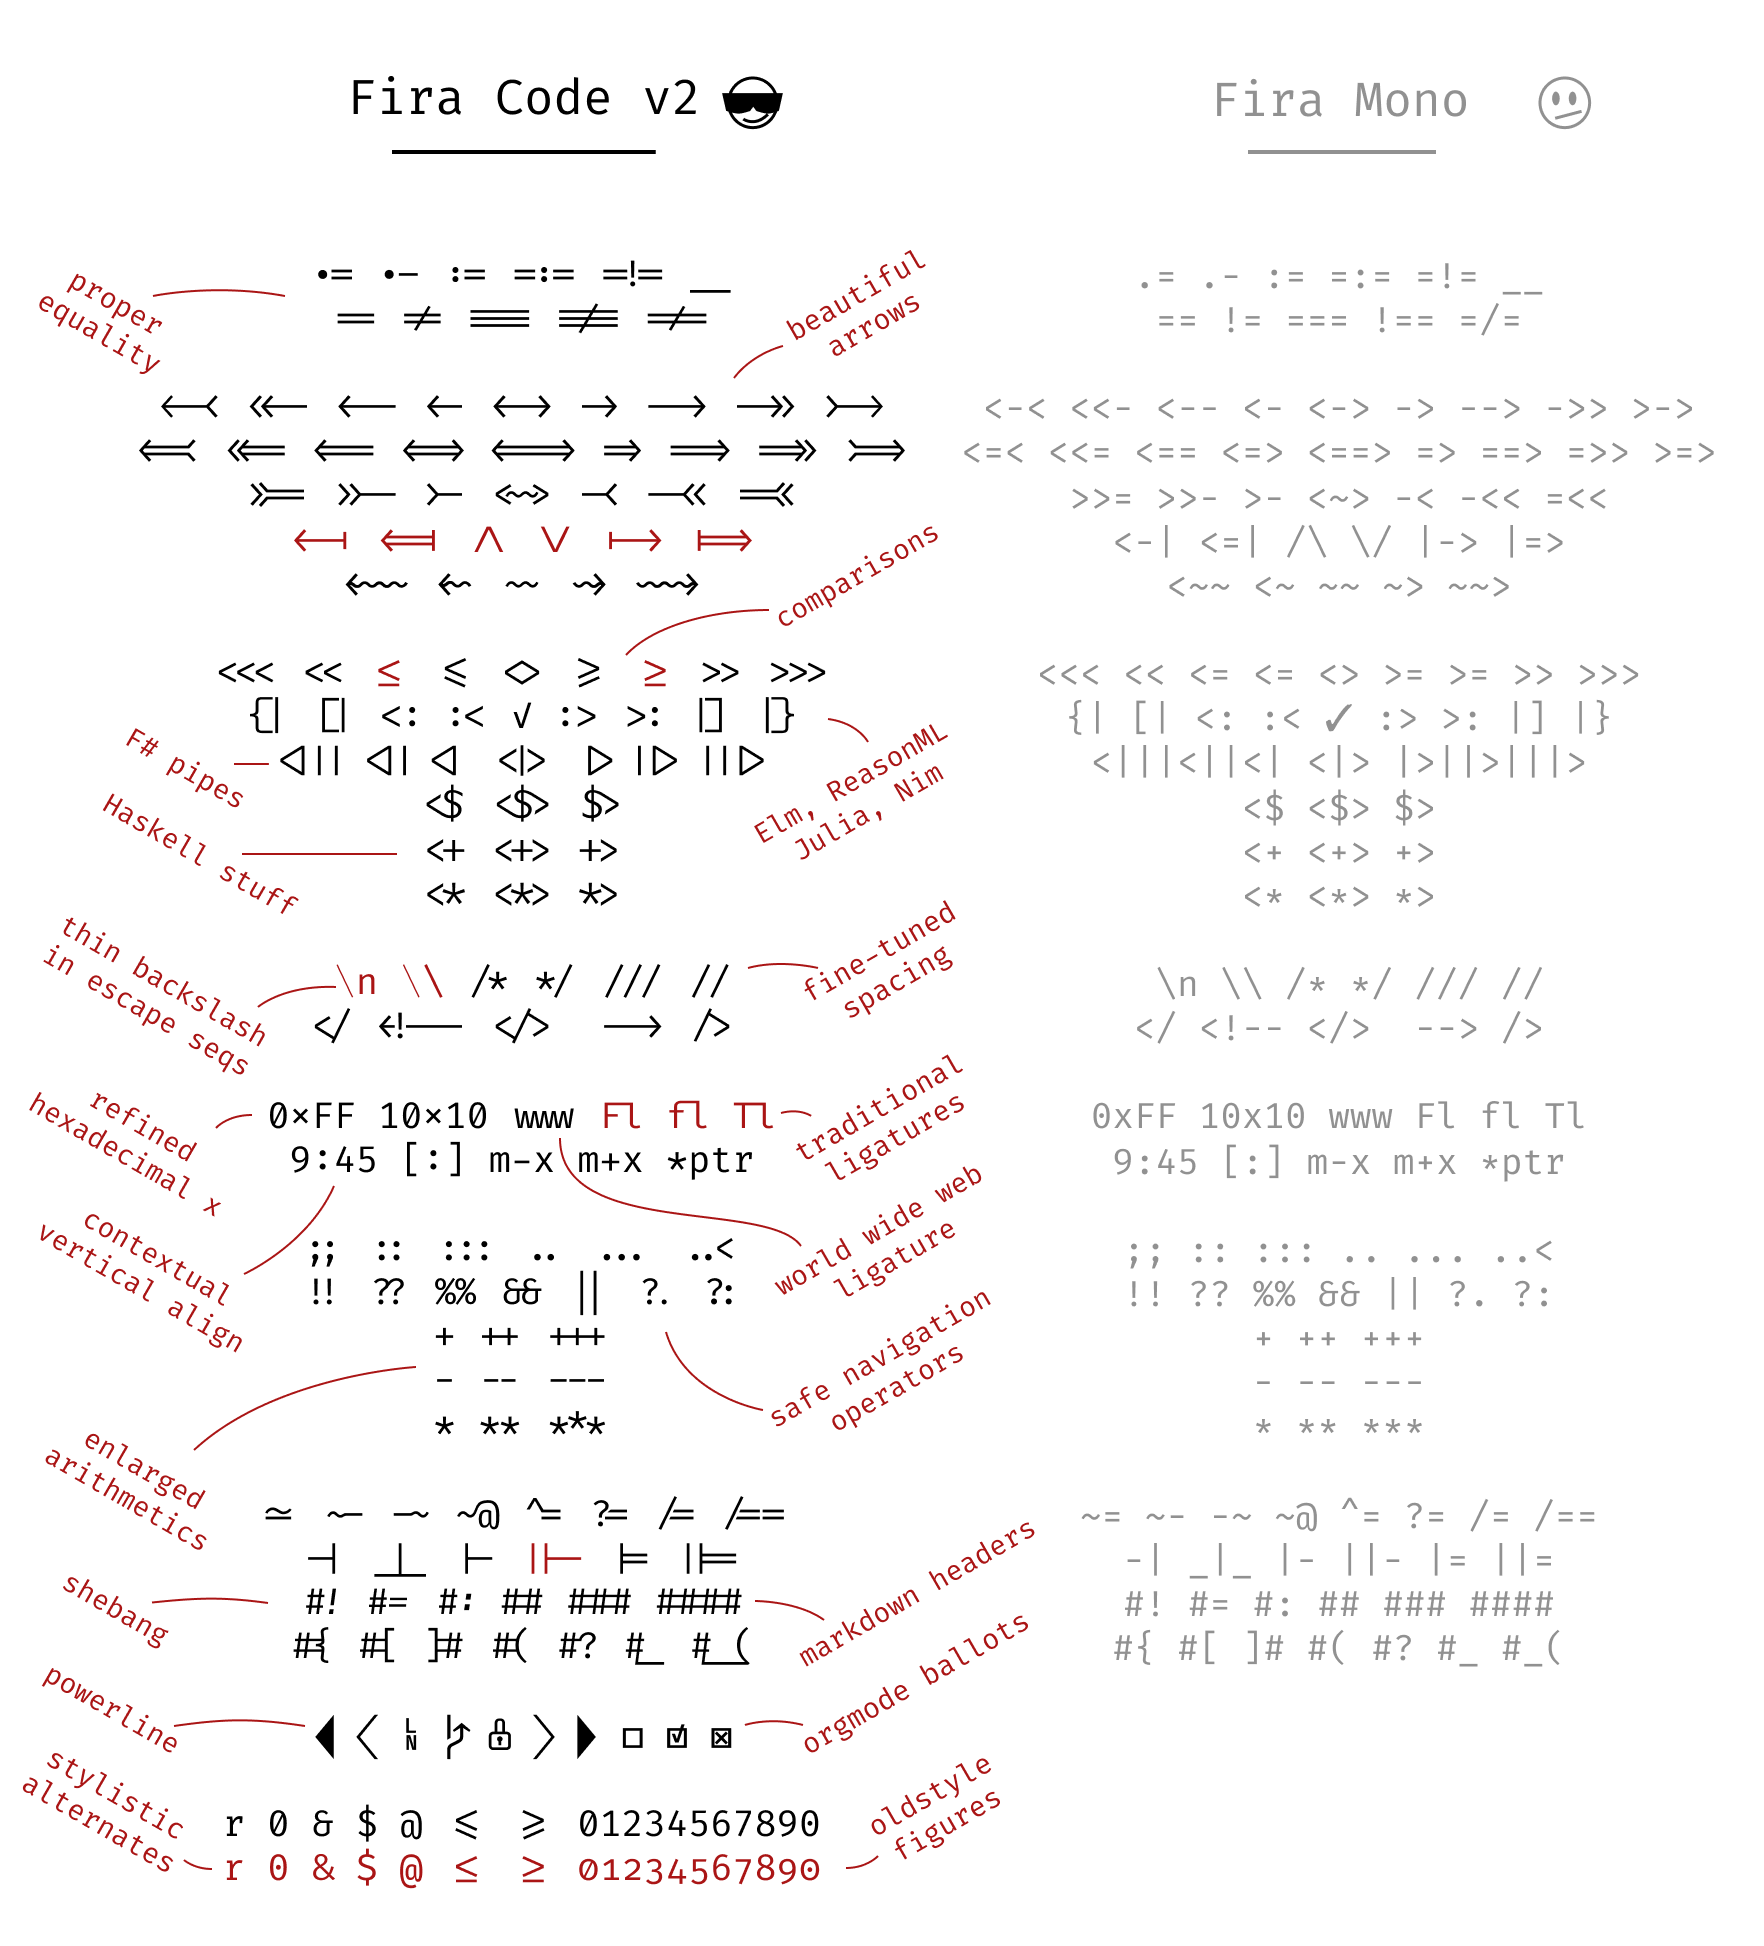 Fira Code v2 😎 Fira Mono 🫤
proper
equality
beautiful
arrows
.= .- := =:= =!= __
== != === !== =/=
.= .- := =:= =!= __
== != === !== =/=
<-< <<- <-- <- <-> -> --> ->> >->
<=< <<= <== <=> <==> => ==> =>> >=>
>>= >>- >- <~> -< -<< =<<
<-| <=| /\ \/ |-> |=>
<~~ <~ ~~ ~> ~~>
<-< <<- <-- <- <-> -> --> ->> >->
<=< <<= <== <=> <==> => ==> =>> >=>
>>= >>- >- <~> -< -<< =<<
<-| <=| /\ \/ |-> |=>
<~~ <~ ~~ ~> ~~>
comparisons
F# pipes
Haskell stuff
Elm, ReasonML
Julia, Nim
<<< << ≤ ⩽ <> ⩾ ≥ >> >>>
{| [| <: :< √ :> >: |] |}
<||| <|| <| <|> |> ||> |||>
<$ <$> $>
<+ <+> +>
<* <*> *>
<<< << <= <= <> >= >= >> >>>
{| [| <: :< ✓ :> >: |] |}
<|||<||<| <|> |>||>|||>
<$ <$> $>
<+ <+> +>
<* <*> *>
thin backslash
in escape seqs
fine-tuned
spacing
\n \\ /* */ /// //
</ <!-- </> --> />
\n \\ /* */ /// //
</ <!-- </> --> />
refined
hexadecimal x
traditional
ligatures
0×FF 10×10 www Fl fl Tl
9:45 [:] m-x m+x *ptr
0xFF 10x10 www Fl fl Tl
9:45 [:] m-x m+x *ptr
contextual
vertical align
world wide web
ligature
safe navigation
operators
enlarged
arithmetics
;; :: ::: .. ... ..<
!! ?? %% && || ?. ?:
+ ++ +++
- -- ---
* ** ***
;; :: ::: .. ... ..<
!! ?? %% && || ?. ?:
+ ++ +++
- -- ---
* ** ***
~= ~- -~ ~@ ^= ?= /= /==
-| _|_ |- ||- |= ||=
#! #= #: ## ### ####
#{ #[ ]# #( #? #_ #_(
~= ~- -~ ~@ ^= ?= /= /==
-| _|_ |- ||- |= ||=
#! #= #: ## ### ####
#{ #[ ]# #( #? #_ #_(
shebang
markdown headers
powerline
orgmode ballots
LN ☐ ☑ ☒
stylistic
alternates
oldstyle
figures
r 0 & $ @ ⩽ ⩾ 01234567890
r 0 & $ @ ≤ ≥ 01234567890